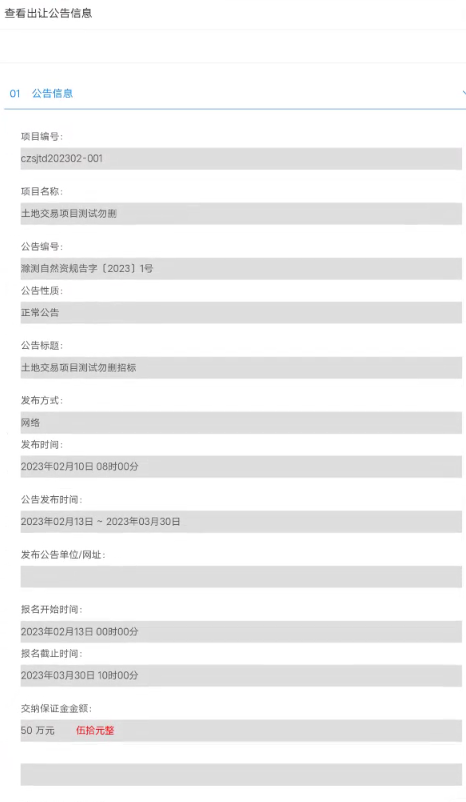 查看出让公告信息
01 公告信息
项目编号:
czsjtd202302-001
项目名称:
土地交易项目测试勿删
公告编号:
滁测自然资规告字〔2023〕1号
公告性质:
正常公告
公告标题:
土地交易项目测试勿删招标
发布方式:
网络
发布时间:
2023年02月10日 08时00分
公告发布时间:
2023年02月13日 ~ 2023年03月30日
发布公告单位/网址:
报名开始时间:
2023年02月13日 00时00分
报名截止时间:
2023年03月30日 10时00分
交纳保证金金额:
50 万元 伍拾元整